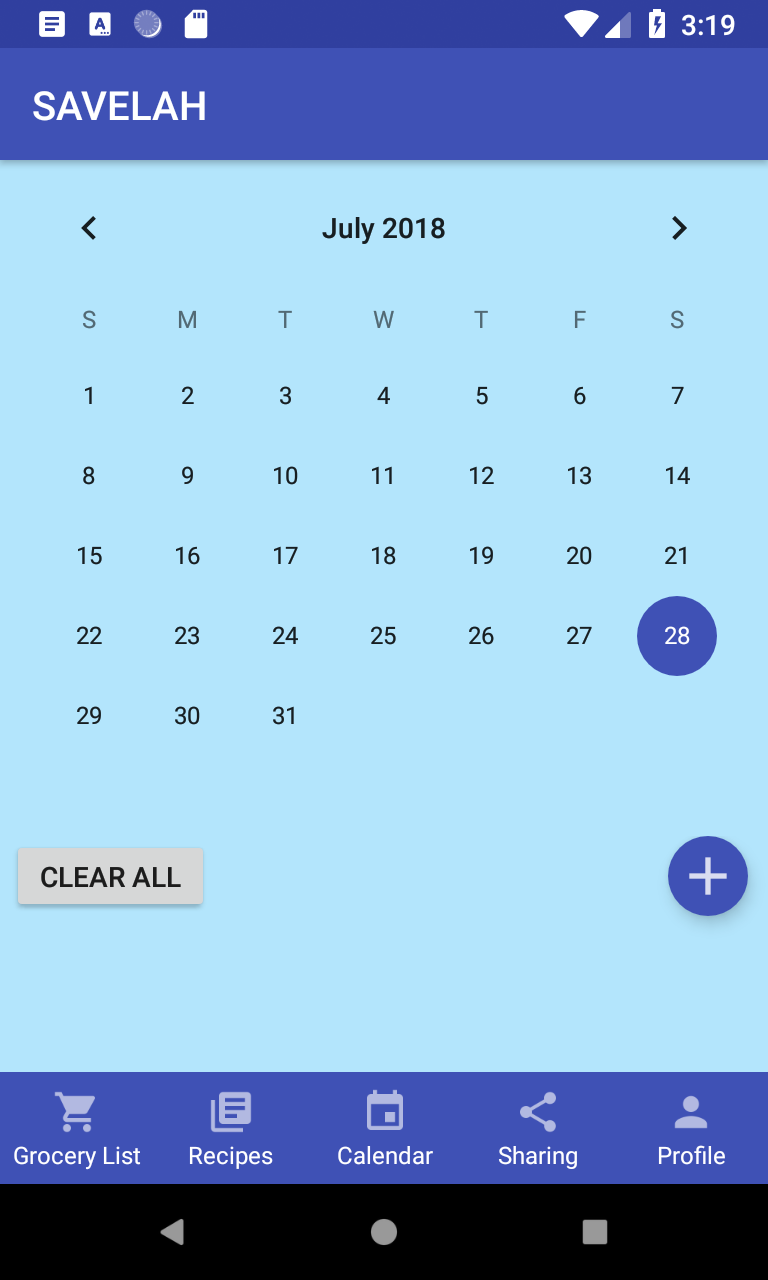 3:19
SAVELAH
July 2018
S M T W T F S
1 2 3 4 5 6 7
8 9 10 11 12 13 14
15 16 17 18 19 20 21
22 23 24 25 26 27 28
29 30 31
CLEAR ALL
Grocery List Recipes Calendar Sharing Profile